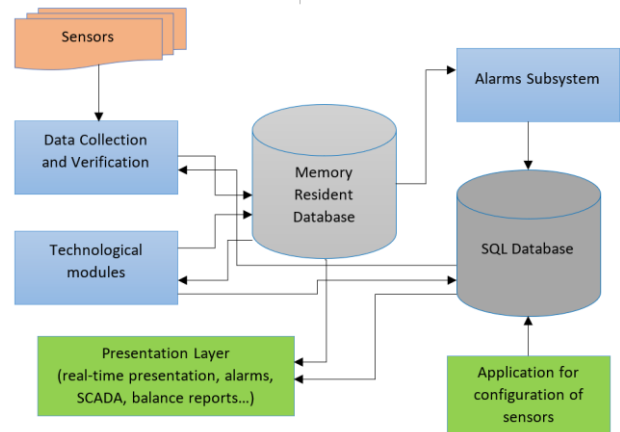 Sensors
Data Collection
and Verification
Technological
modules
Memory
Resident
Database
Alarms Subsystem
SQL Database
Presentation Layer
(real-time presentation, alarms,
SCADA, balance reports...)
Application for
configuration of
sensors